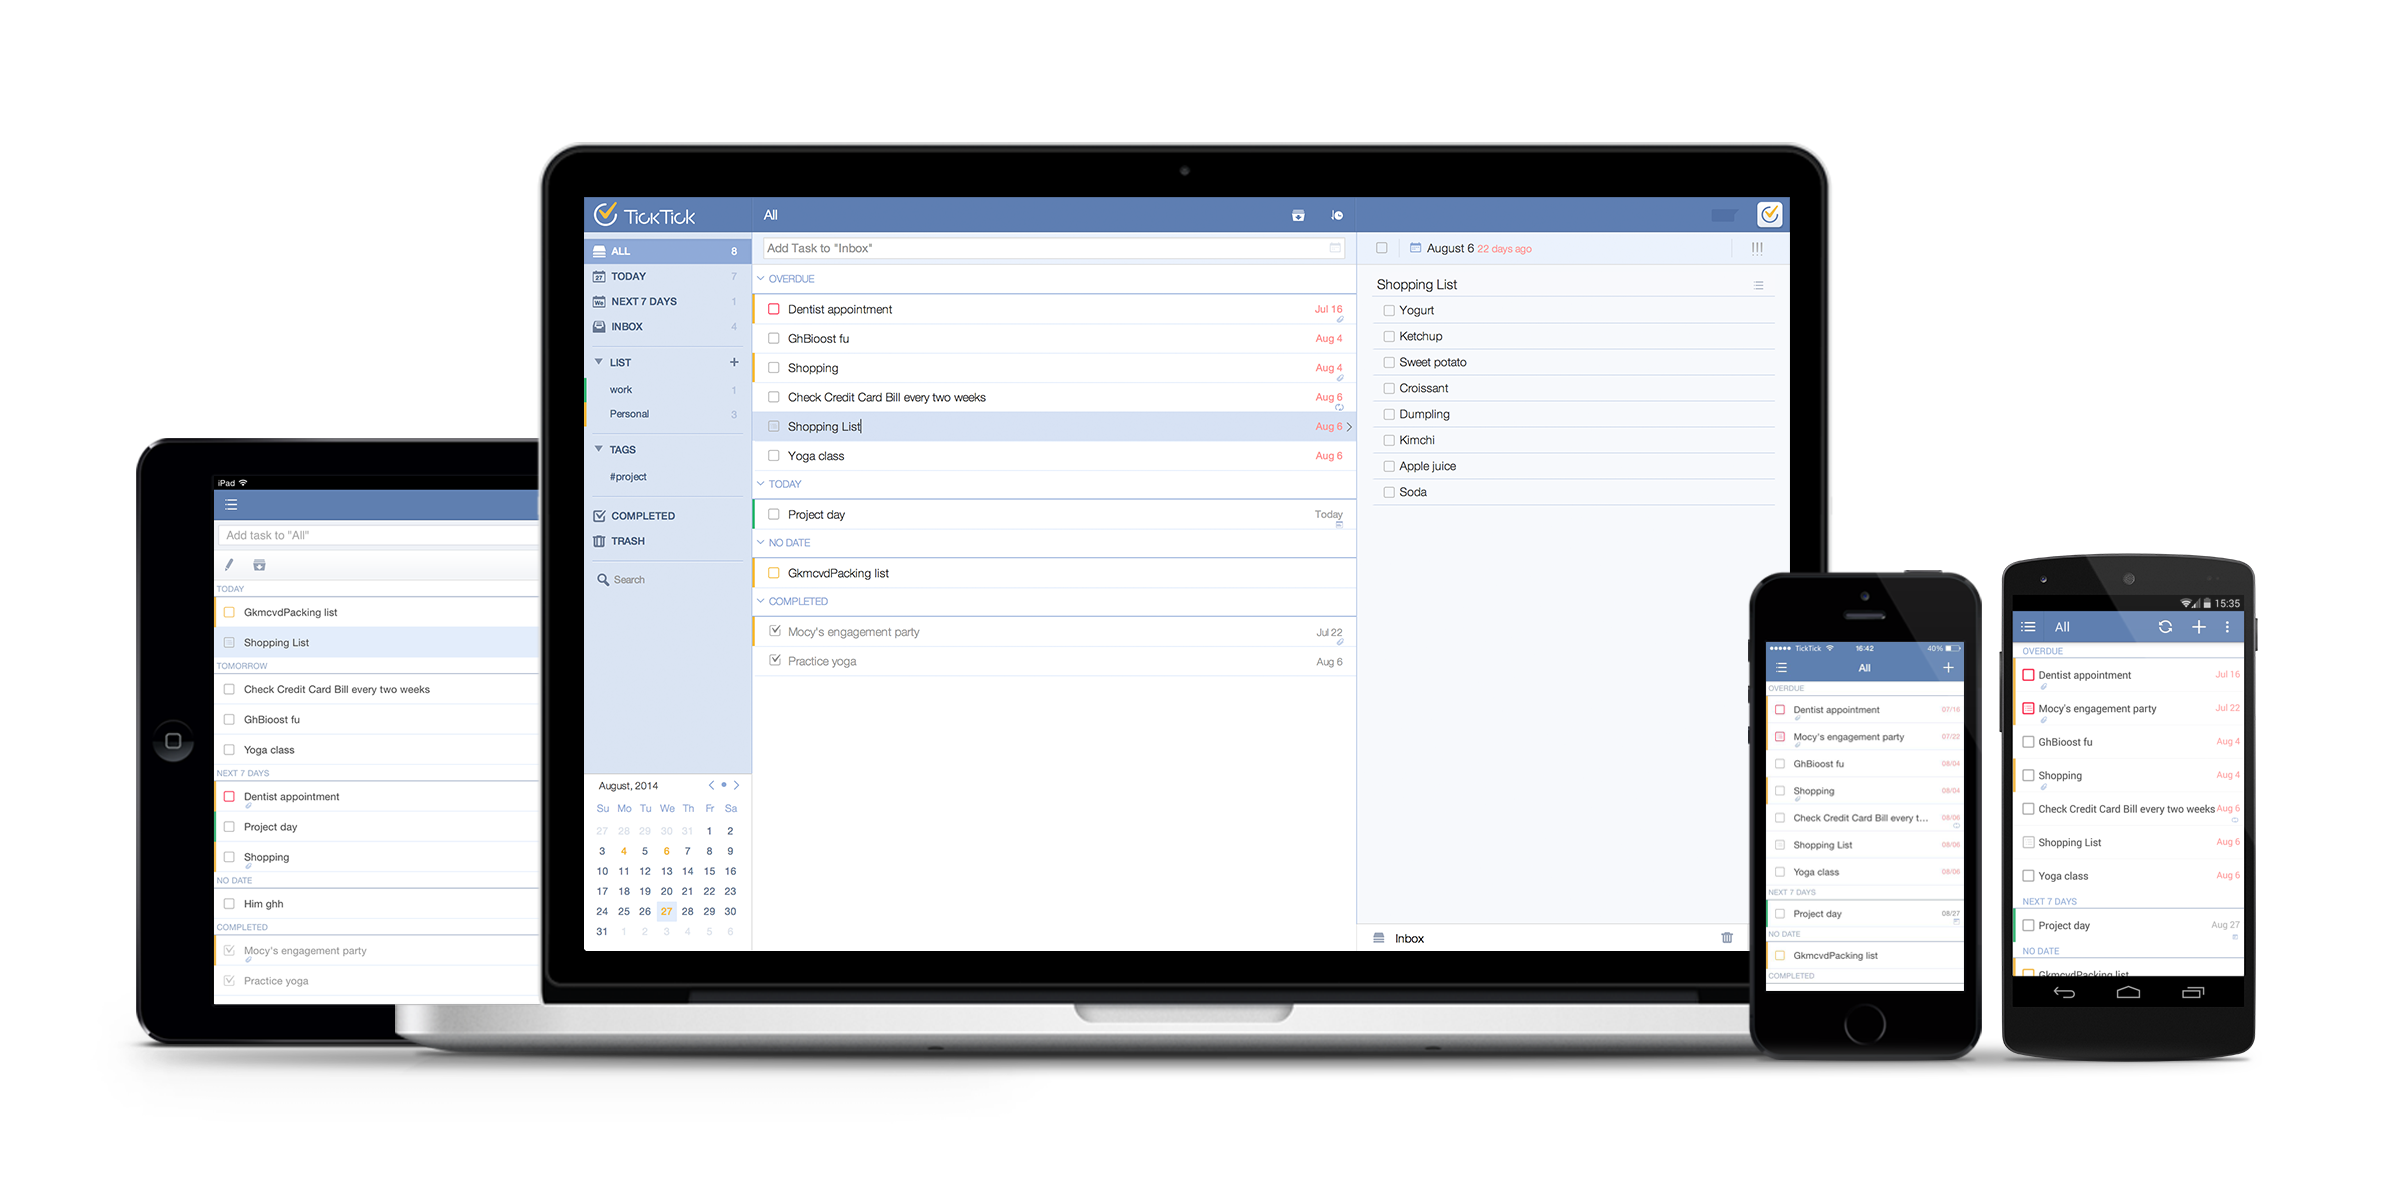 iPad
Add task to "All"
TODAY
GkmcvdPacking list
Shopping List
TOMORROW
Check Credit Card Bill every two weeks
GhBioost fu
Yoga class
NEXT 7 DAYS
Dentist appointment
Project day
Shopping
NO DATE
Him ghh
COMPLETED
Mocy's engagement party
Practice yoga
TickTick
ALL 8
27 TODAY 7
We NEXT 7 DAYS 1
INBOX 4
LIST +
work 1
Personal 3
TAGS
#project
COMPLETED
TRASH
Search
August, 2014
Su Mo Tu We Th Fr Sa
27 28 29 30 31 1 2
3 4 5 6 7 8 9
10 11 12 13 14 15 16
17 18 19 20 21 22 23
24 25 26 27 28 29 30
31 1 2 3 4 5 6
All
Add Task to "Inbox"
OVERDUE
Dentist appointment Jul 16
GhBioost fu Aug 4
Shopping Aug 4
Check Credit Card Bill every two weeks Aug 6
Shopping List Aug 6
Yoga class Aug 6
TODAY
Project day Today
NO DATE
GkmcvdPacking list
COMPLETED
Mocy's engagement party Jul 22
Practice yoga Aug 6
August 6 22 days ago !!!
Shopping List
Yogurt
Ketchup
Sweet potato
Croissant
Dumpling
Kimchi
Apple juice
Soda
Inbox
TickTick 16:42 40%
All +
OVERDUE
Dentist appointment 07/16
Mocy's engagement party 07/22
GhBioost fu 08/04
Shopping 08/04
Check Credit Card Bill every t... 08/06
Shopping List 08/06
Yoga class 08/06
NEXT 7 DAYS
Project day 08/27
NO DATE
GkmcvdPacking list
COMPLETED
15:35
All +
OVERDUE
Dentist appointment Jul 16
Mocy's engagement party Jul 22
GhBioost fu Aug 4
Shopping Aug 4
Check Credit Card Bill every two weeks Aug 6
Shopping List Aug 6
Yoga class Aug 6
NEXT 7 DAYS
Project day Aug 27
NO DATE
GkmcvdPacking list